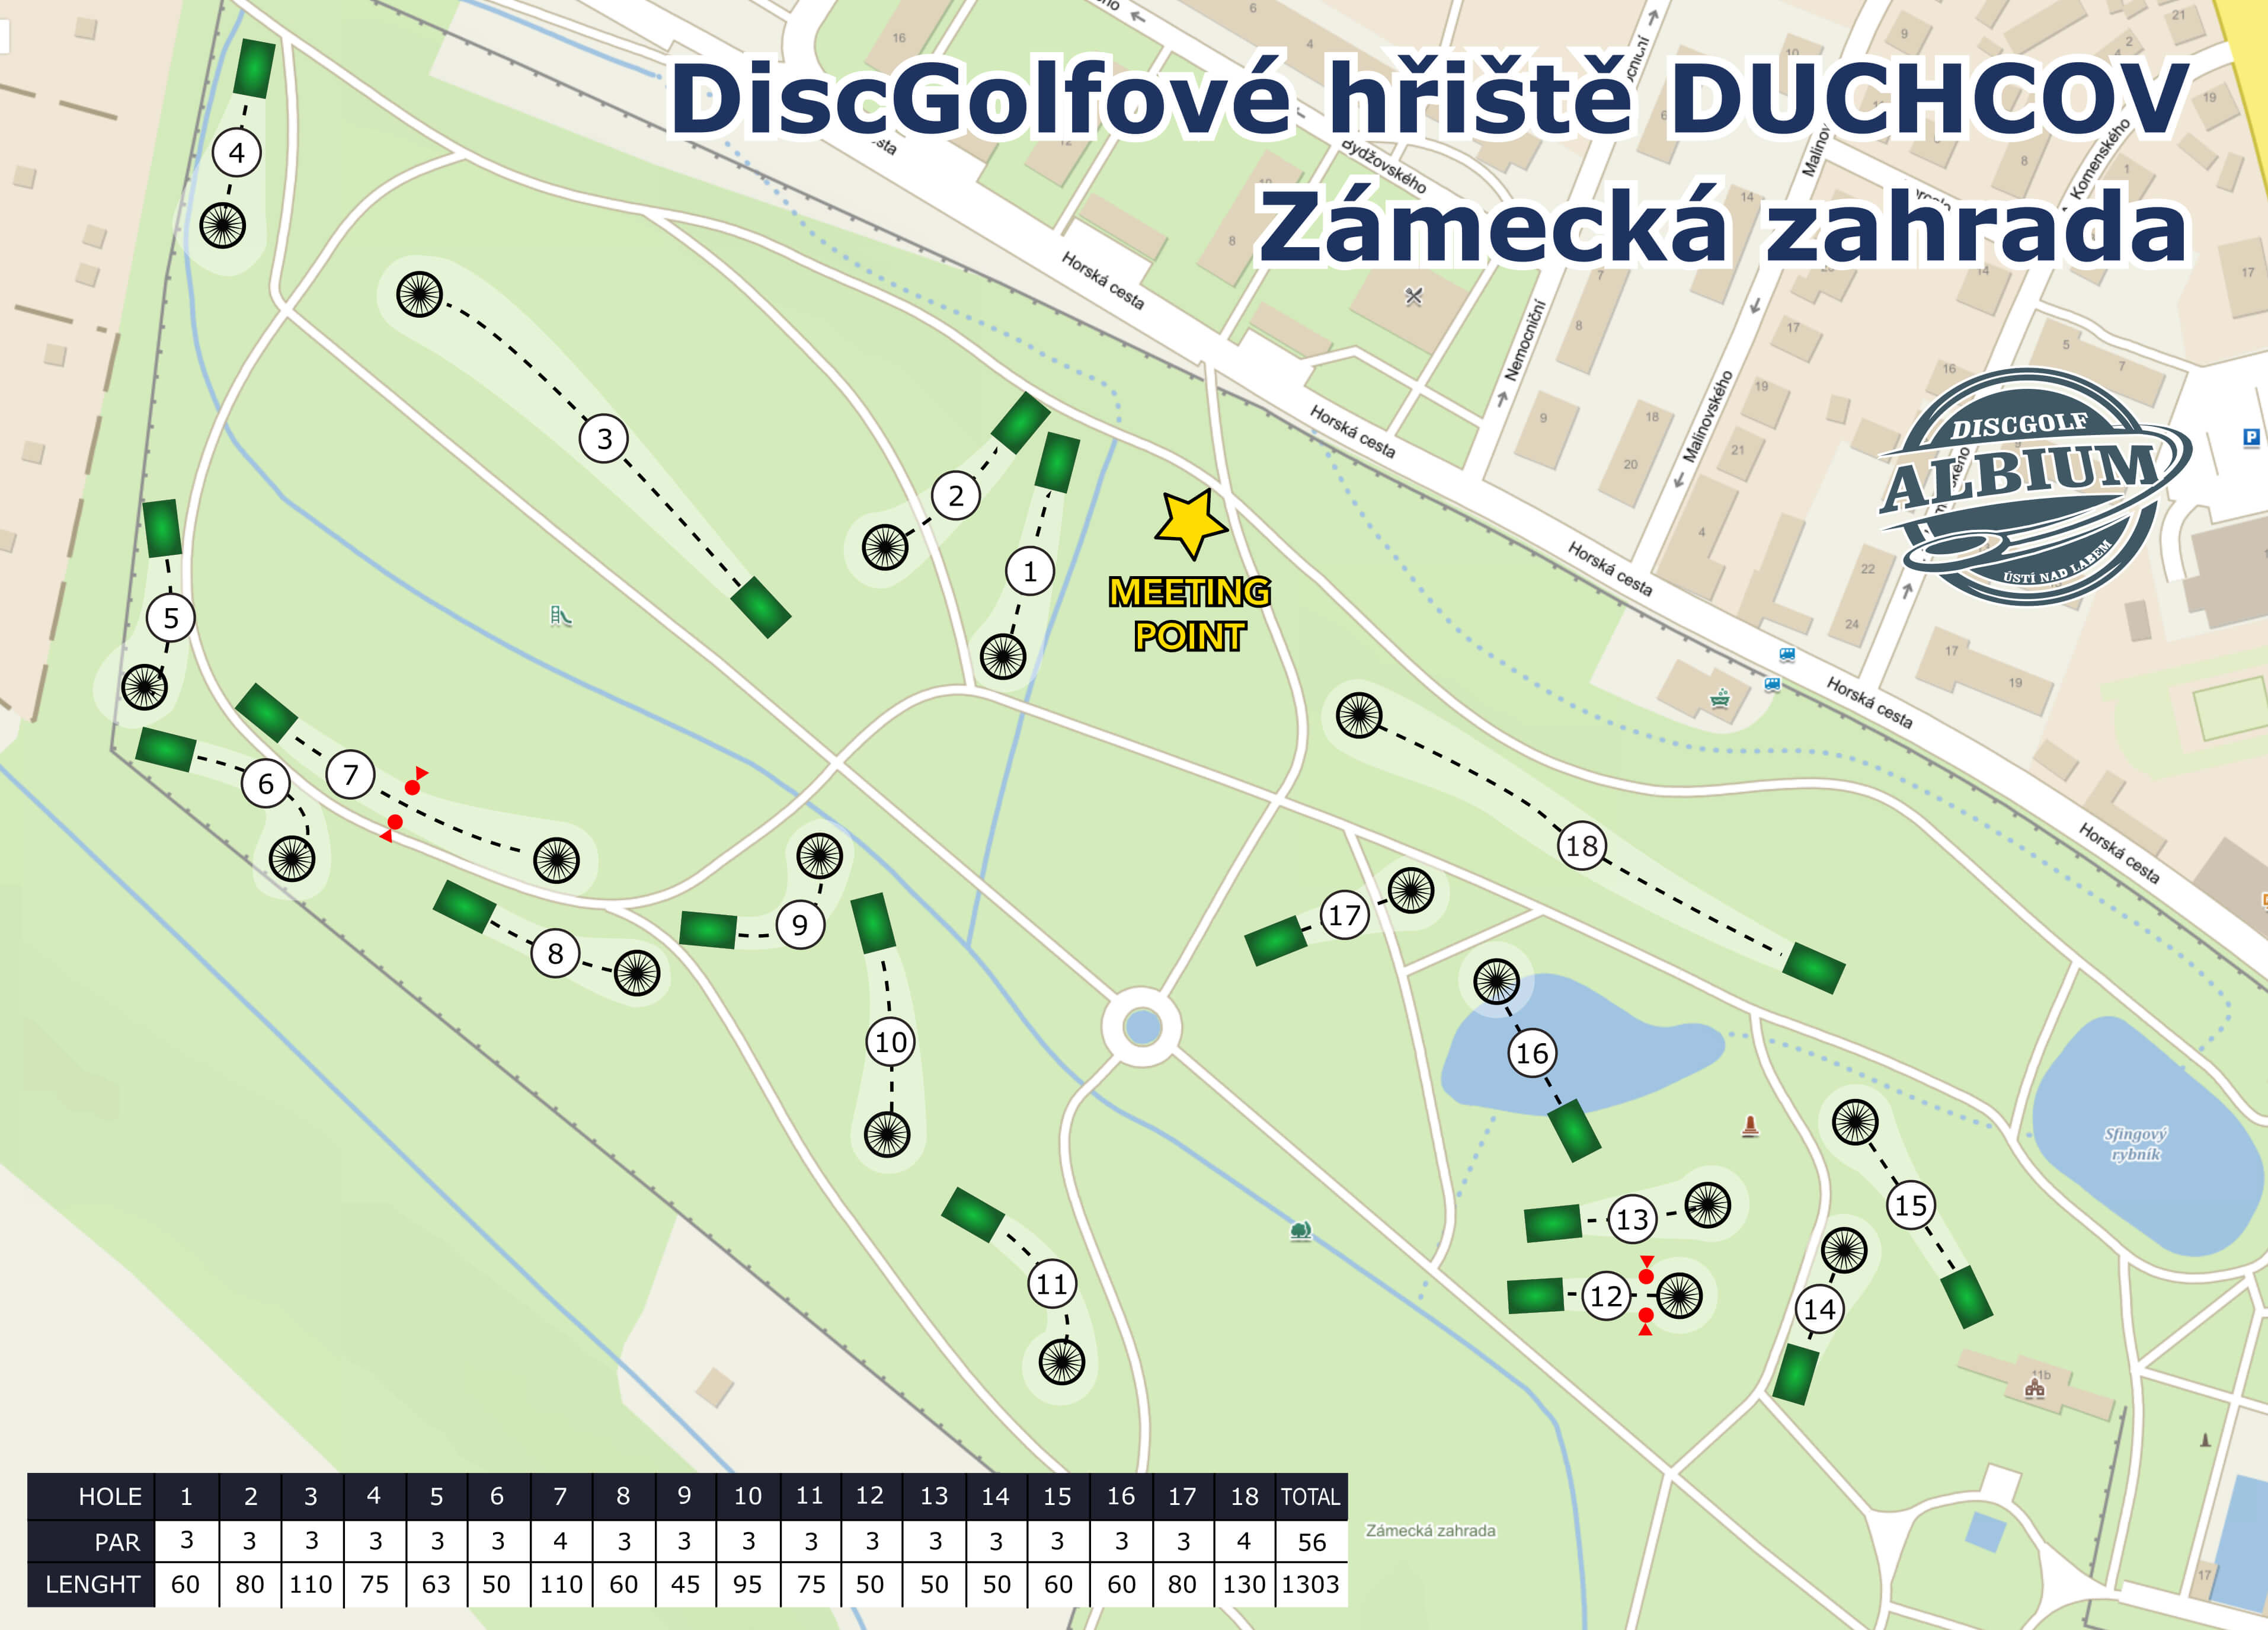 DiscGolfové hřiště DUCHCOV
Zámecká zahrada
DISCGOLF
ALBIUM
ÚSTÍ NAD LABEM
MEETING
POINT
Horská cesta
Horská cesta
Horská cesta
Horská cesta
Horská cesta
Bydžovského
Nemocniční
Malinovského
Komenského
Sfingový
rybník
Zámecká zahrada
1
2
3
4
5
6
7
8
9
10
11
12
13
14
15
16
17
18
11b
HOLE 1 2 3 4 5 6 7 8 9 10 11 12 13 14 15 16 17 18 TOTAL
PAR 3 3 3 3 3 3 4 3 3 3 3 3 3 3 3 3 3 4 56
LENGHT 60 80 110 75 63 50 110 60 45 95 75 50 50 50 60 60 80 130 1303